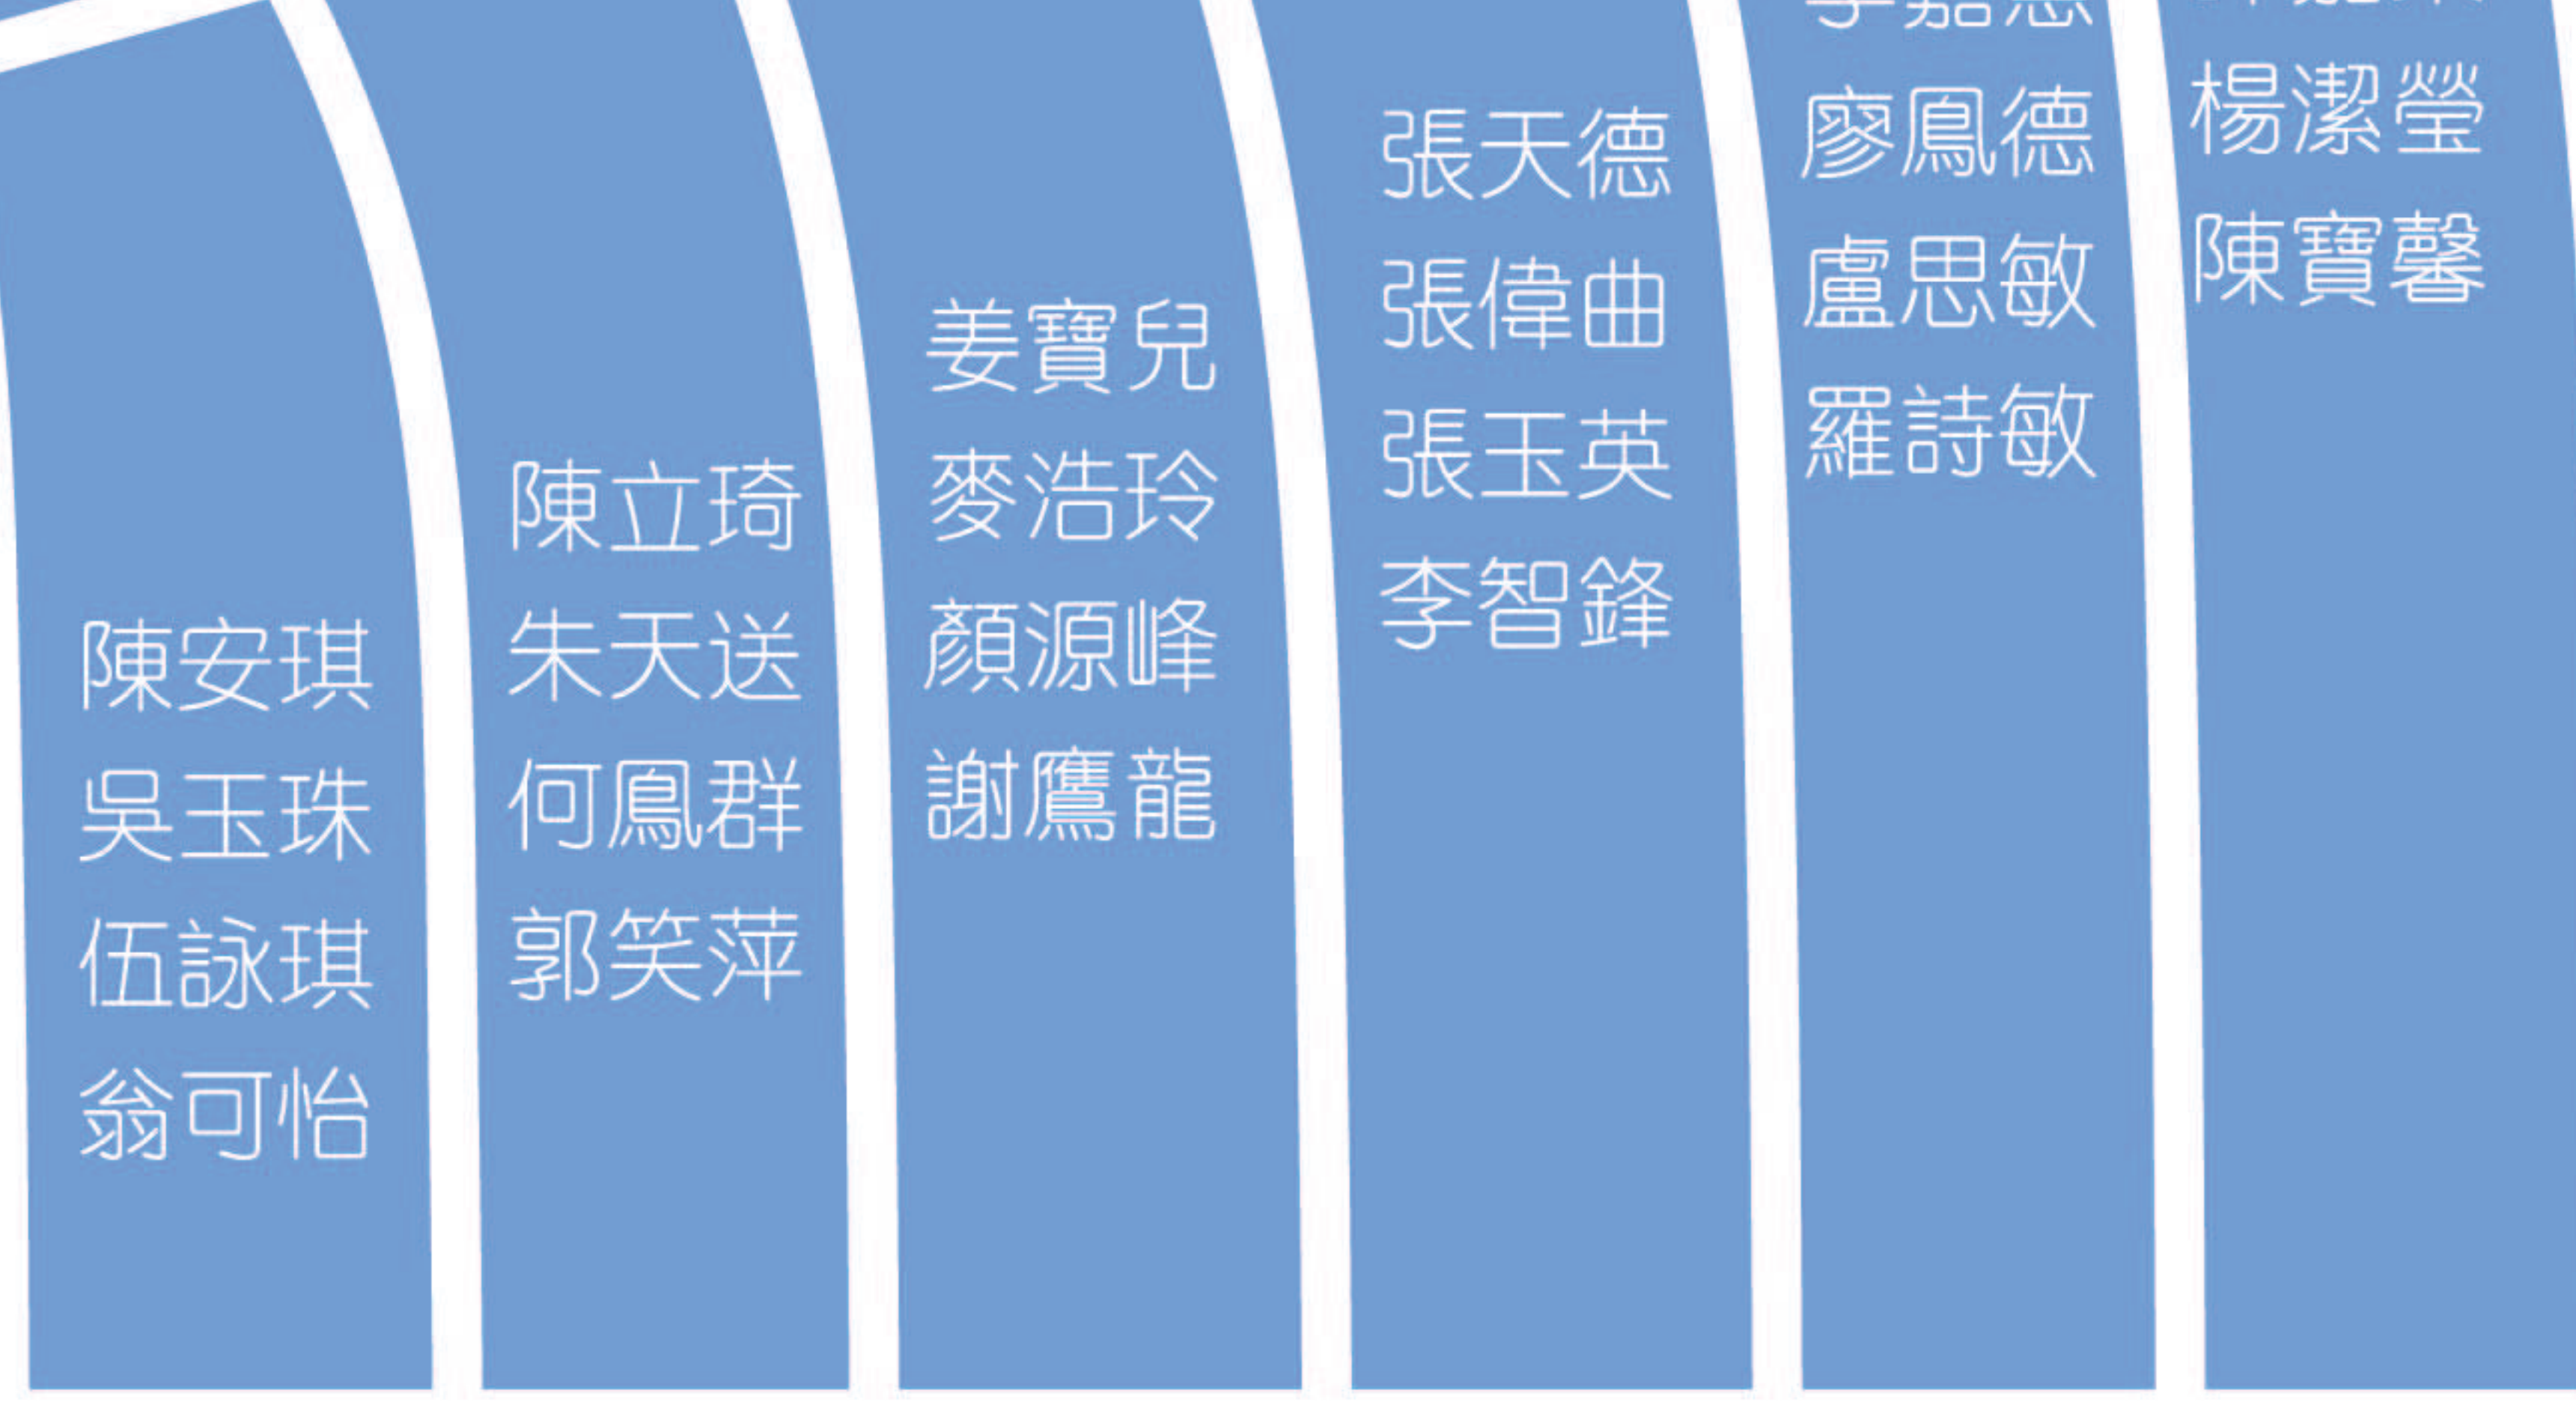 陳安琪
吳玉珠
伍詠琪
翁可怡
陳立琦
朱天送
何鳳群
郭笑萍
姜寶兒
麥浩玲
顏源峰
謝鷹龍
張天德
張偉曲
張玉英
李智鋒
廖鳳德
盧思敏
羅詩敏
楊潔瑩
陳寶馨